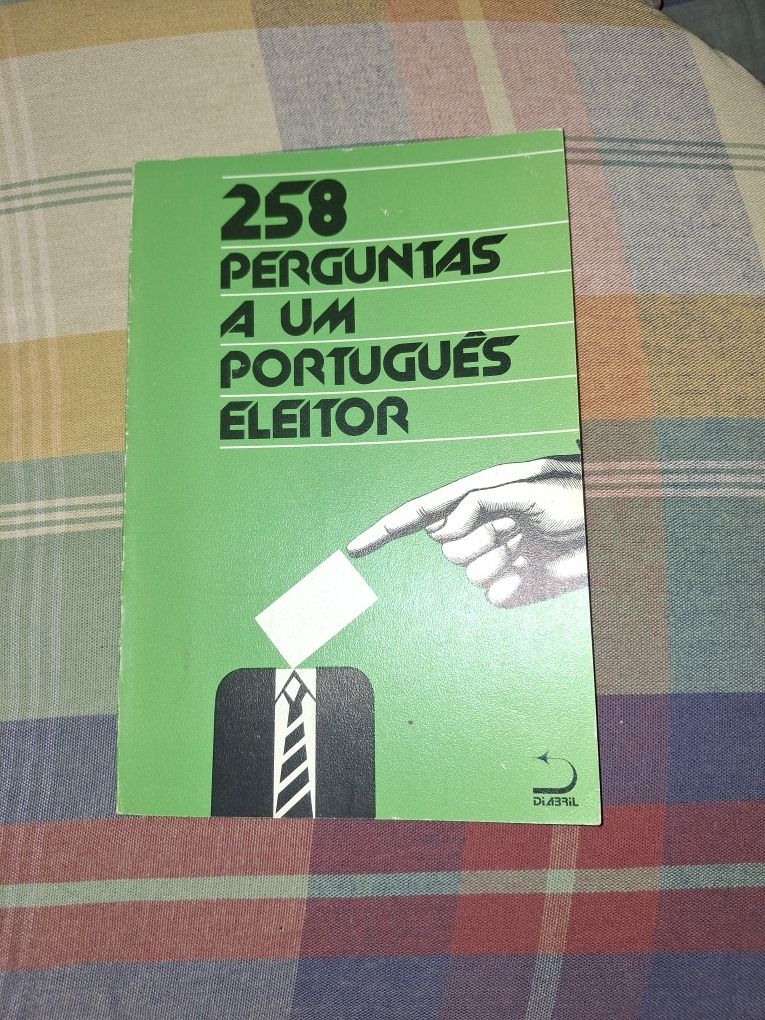 258
PERGUNTAS
A UM
PORTUGUÊS
ELEITOR
DIABRIL